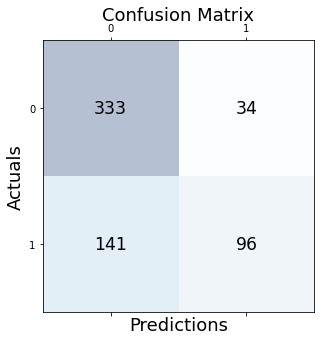 Confusion Matrix
0 1
0 333 34
1 141 96
Actuals
Predictions